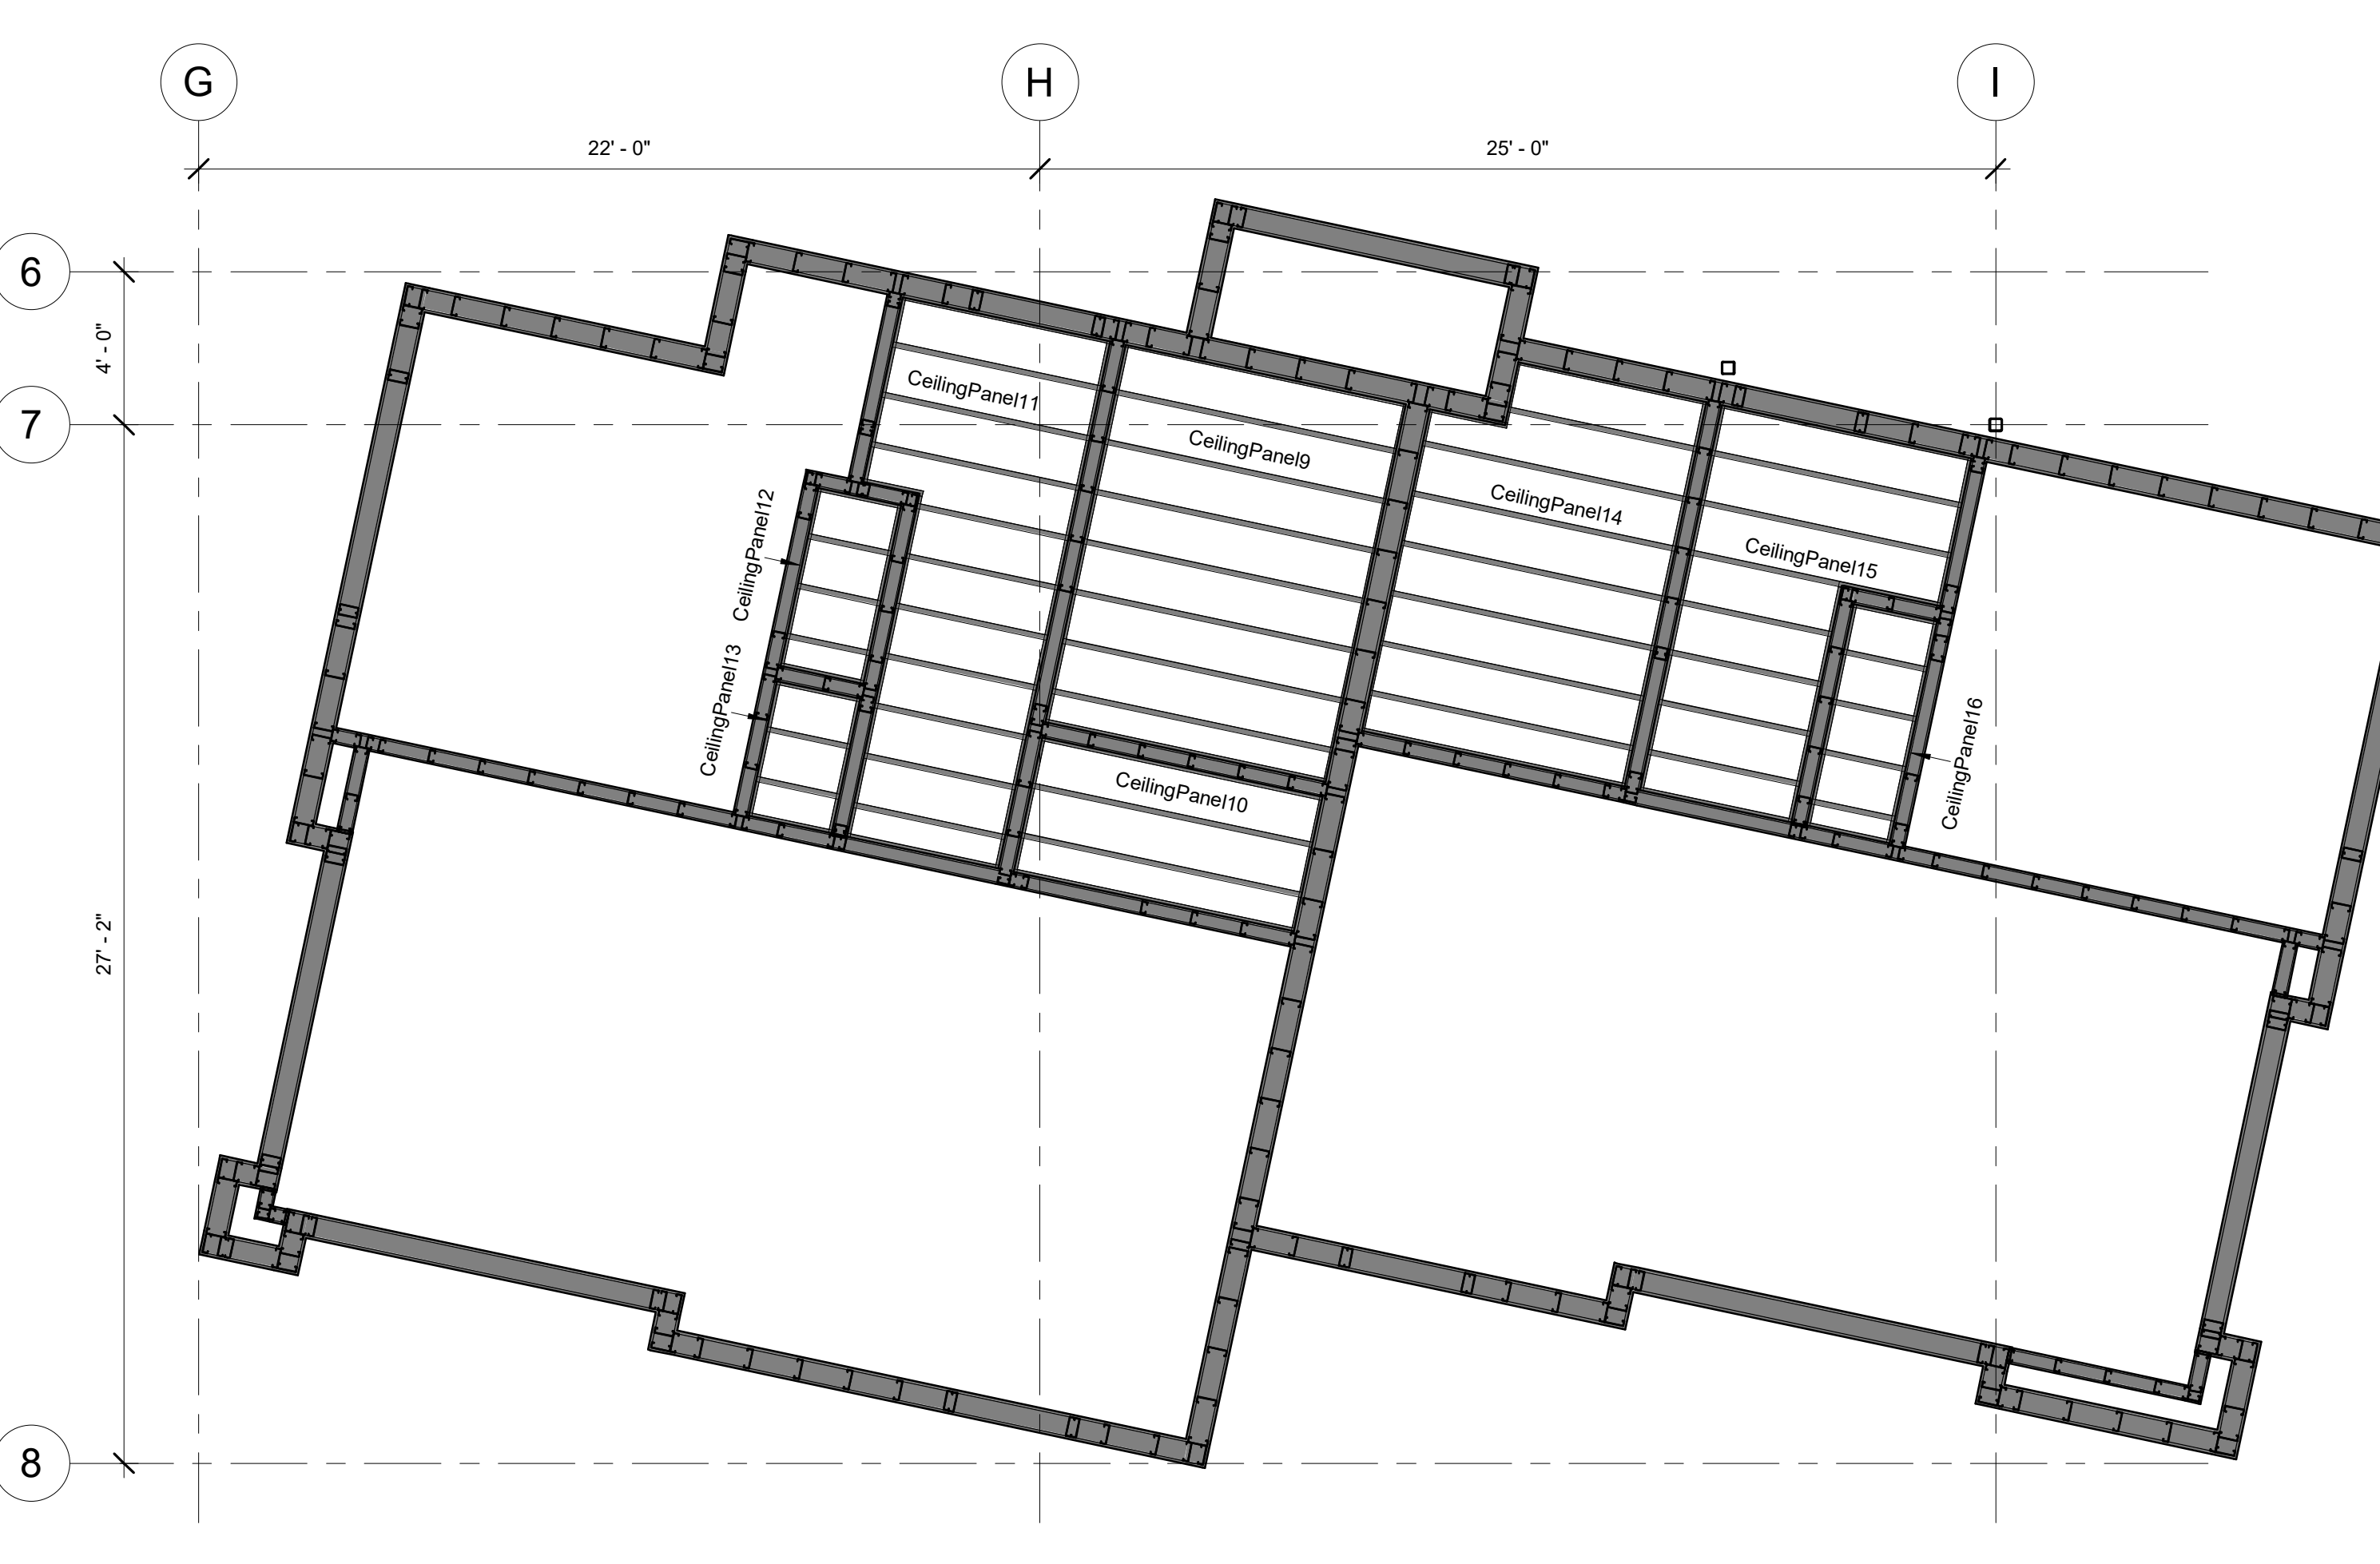 G
H
I
22' - 0"
25' - 0"
6
4' - 0"
7
CeilingPanel11
CeilingPanel9
CeilingPanel14
CeilingPanel12
CeilingPanel15
CeilingPanel13
CeilingPanel10
CeilingPanel16
27' - 2"
8